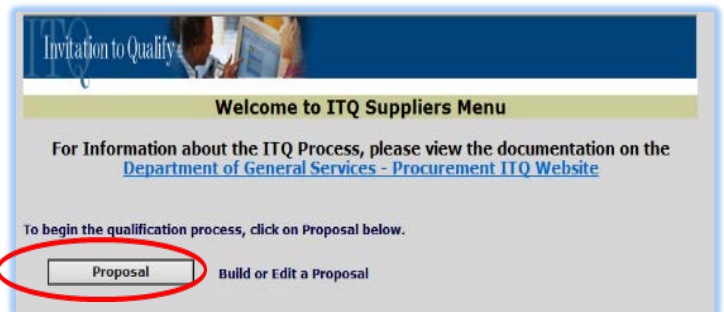 ITQ
Invitation to Qualify
Welcome to ITQ Suppliers Menu
For Information about the ITQ Process, please view the documentation on the
Department of General Services - Procurement ITQ Website
To begin the qualification process, click on Proposal below.
Proposal Build or Edit a Proposal